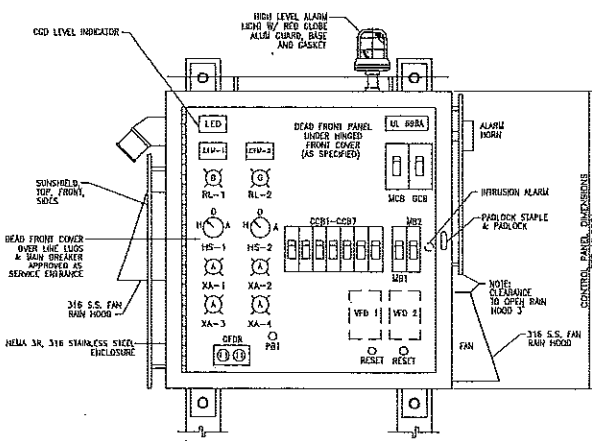 HIGH LEVEL ALARM
LIGHT W/ RED GLOBE
ALUM GUARD, BASE
AND GASKET
CGD LEVEL INDICATOR
LED
DEAD FRONT PANEL
UNDER HINGED
FRONT COVER
(AS SPECIFIED)
UL 698A
ALARM
HORN
B
G
RL-1
RL-2
MCB
GCB
SUNSHIELD,
TOP, FRONT,
SIDES
INTRUSION ALARM
PADLOCK STAPLE
& PADLOCK
CONTROL PANEL DIMENSIONS
H
O
A
H
O
A
HS-1
HS-2
CCB1-CCB7
MB2
MB1
DEAD FRONT COVER
OVER LINE LUGS
& MAIN BREAKER
APPROVED AS
SERVICE ENTRANCE
A
A
XA-1
XA-2
NOTE:
CLEARANCE
TO OPEN RAIN
HOOD 3"
316 S.S. FAN
RAIN HOOD
A
A
XA-3
XA-4
VFD 1
VFD 2
316 S.S. FAN
RAIN HOOD
NEMA 3R, 316 STAINLESS STEEL
ENCLOSURE
PB1
RESET
RESET
FAN